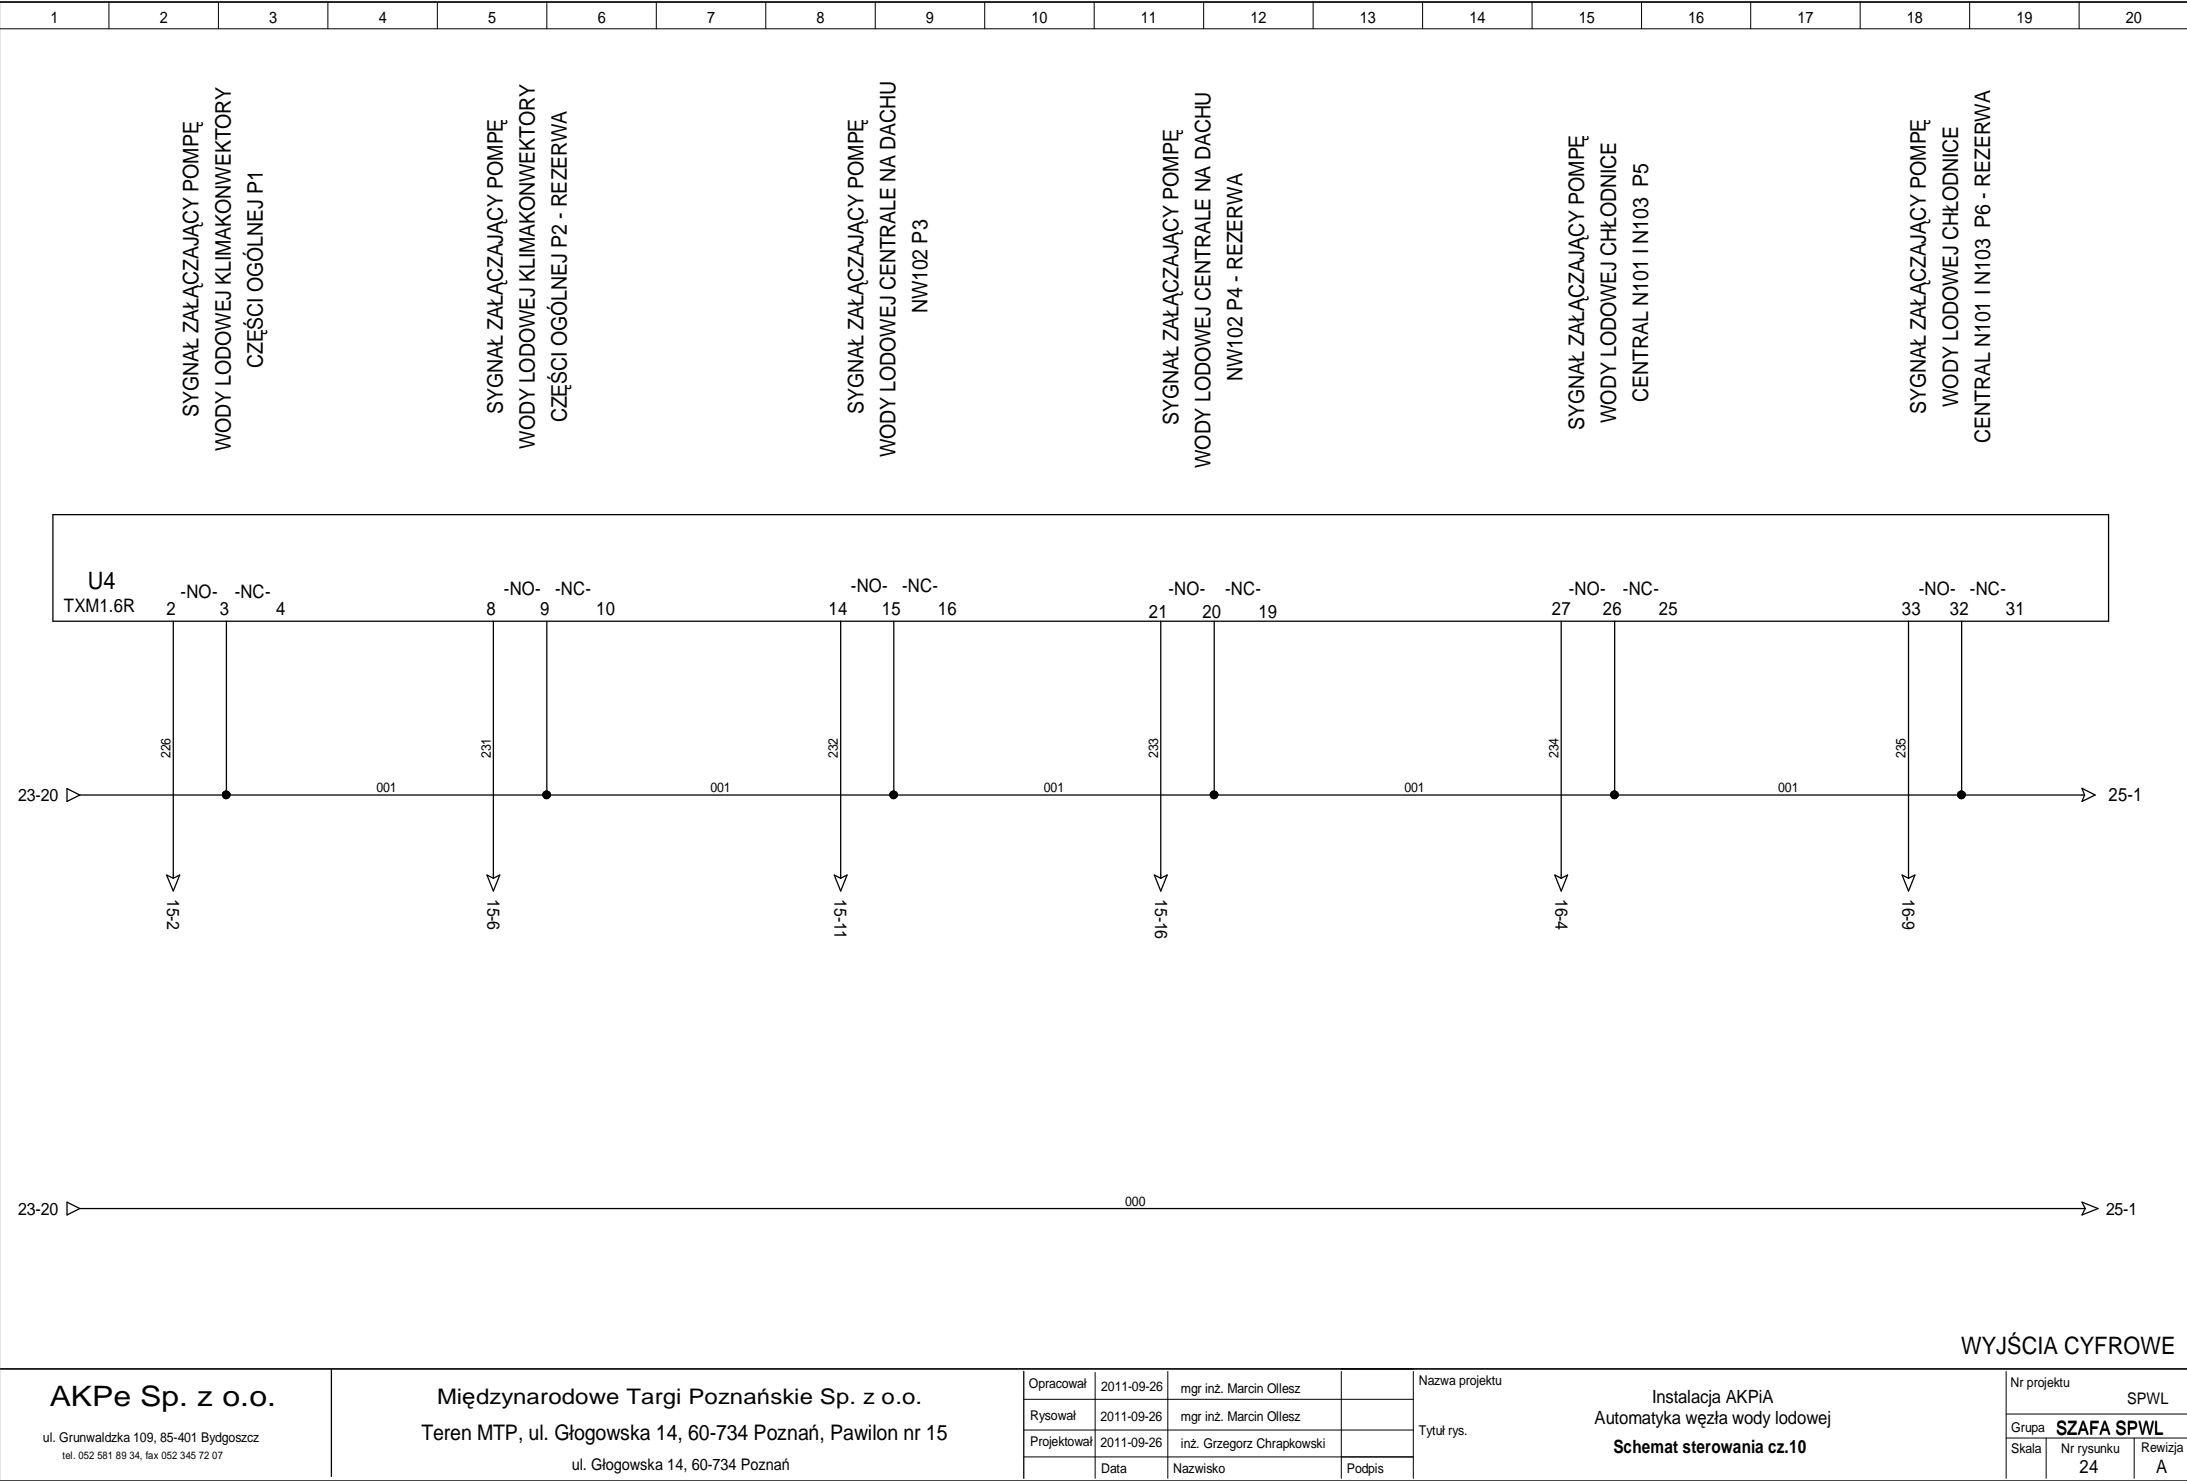 1 2 3 4 5 6 7 8 9 10 11 12 13 14 15 16 17 18 19 20
SYGNAŁ ZAŁĄCZAJĄCY POMPĘ
WODY LODOWEJ KLIMAKONWEKTORY
CZĘŚCI OGÓLNEJ P1
SYGNAŁ ZAŁĄCZAJĄCY POMPĘ
WODY LODOWEJ KLIMAKONWEKTORY
CZĘŚCI OGÓLNEJ P2 - REZERWA
SYGNAŁ ZAŁĄCZAJĄCY POMPĘ
WODY LODOWEJ CENTRALE NA DACHU
NW102 P3
SYGNAŁ ZAŁĄCZAJĄCY POMPĘ
WODY LODOWEJ CENTRALE NA DACHU
NW102 P4 - REZERWA
SYGNAŁ ZAŁĄCZAJĄCY POMPĘ
WODY LODOWEJ CHŁODNICE
CENTRAL N101 I N103 P5
SYGNAŁ ZAŁĄCZAJĄCY POMPĘ
WODY LODOWEJ CHŁODNICE
CENTRAL N101 I N103 P6 - REZERWA
U4
TXM1.6R
-NO- -NC- -NO- -NC- -NO- -NC- -NO- -NC- -NO- -NC- -NO- -NC-
2 3 4 8 9 10 14 15 16 21 20 19 27 26 25 33 32 31
226 231 232 233 234 235
23-20 001 001 001 001 001 25-1
15-2 15-6 15-11 15-16 16-4 16-9
23-20 000 25-1
WYJŚCIA CYFROWE
AKPe Sp. z o.o.
ul. Grunwaldzka 109, 85-401 Bydgoszcz
tel. 052 581 89 34, fax 052 345 72 07
Międzynarodowe Targi Poznańskie Sp. z o.o.
Teren MTP, ul. Głogowska 14, 60-734 Poznań, Pawilon nr 15
ul. Głogowska 14, 60-734 Poznań
Opracował 2011-09-26 mgr inż. Marcin Ollesz
Rysował 2011-09-26 mgr inż. Marcin Ollesz
Projektował 2011-09-26 inż. Grzegorz Chrapkowski
Data Nazwisko Podpis
Nazwa projektu
Instalacja AKPiA
Automatyka węzła wody lodowej
Tytuł rys.
Schemat sterowania cz.10
Nr projektu
SPWL
Grupa SZAFA SPWL
Skala Nr rysunku Rewizja
24 A